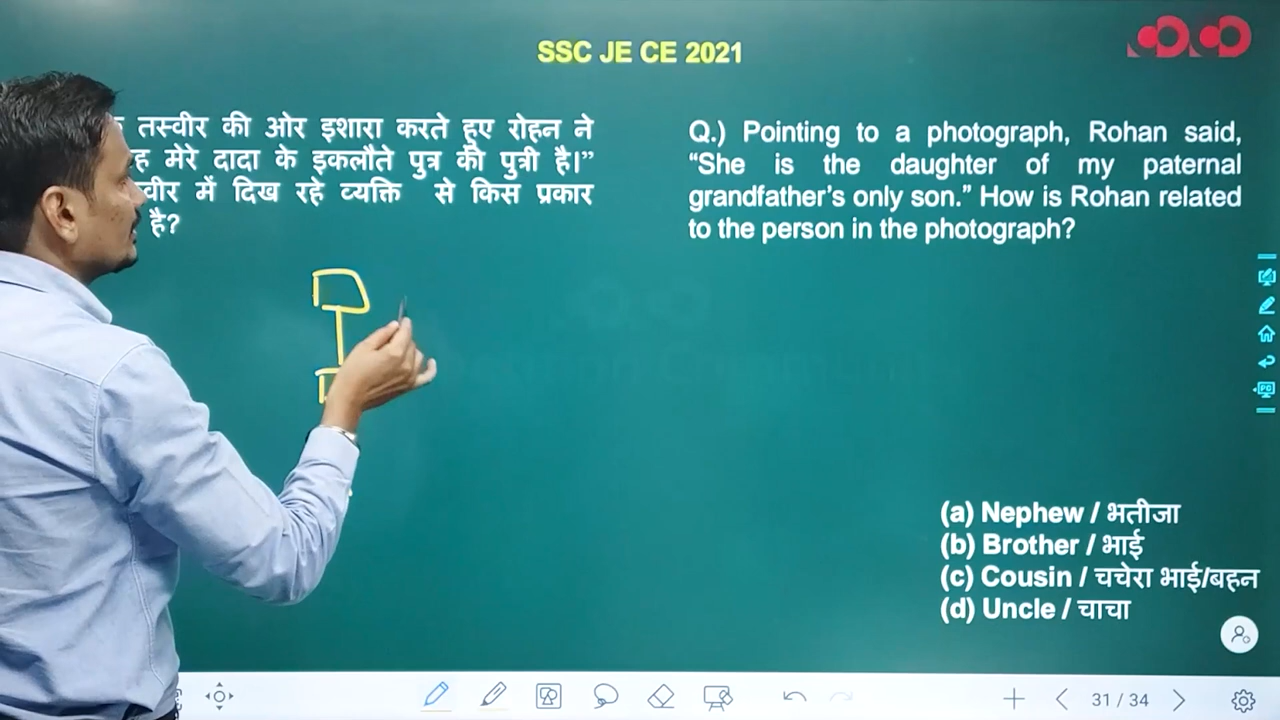 SSC JE CE 2021
तस्वीर की ओर इशारा करते हुए रोहन ने
मेरे दादा के इकलौते पुत्र की पुत्री है।”
में दिख रहे व्यक्ति से किस प्रकार
है?
Q.) Pointing to a photograph, Rohan said,
“She is the daughter of my paternal
grandfather’s only son.” How is Rohan related
to the person in the photograph?
(a) Nephew / भतीजा
(b) Brother / भाई
(c) Cousin / चचेरा भाई/बहन
(d) Uncle / चाचा
31 / 34